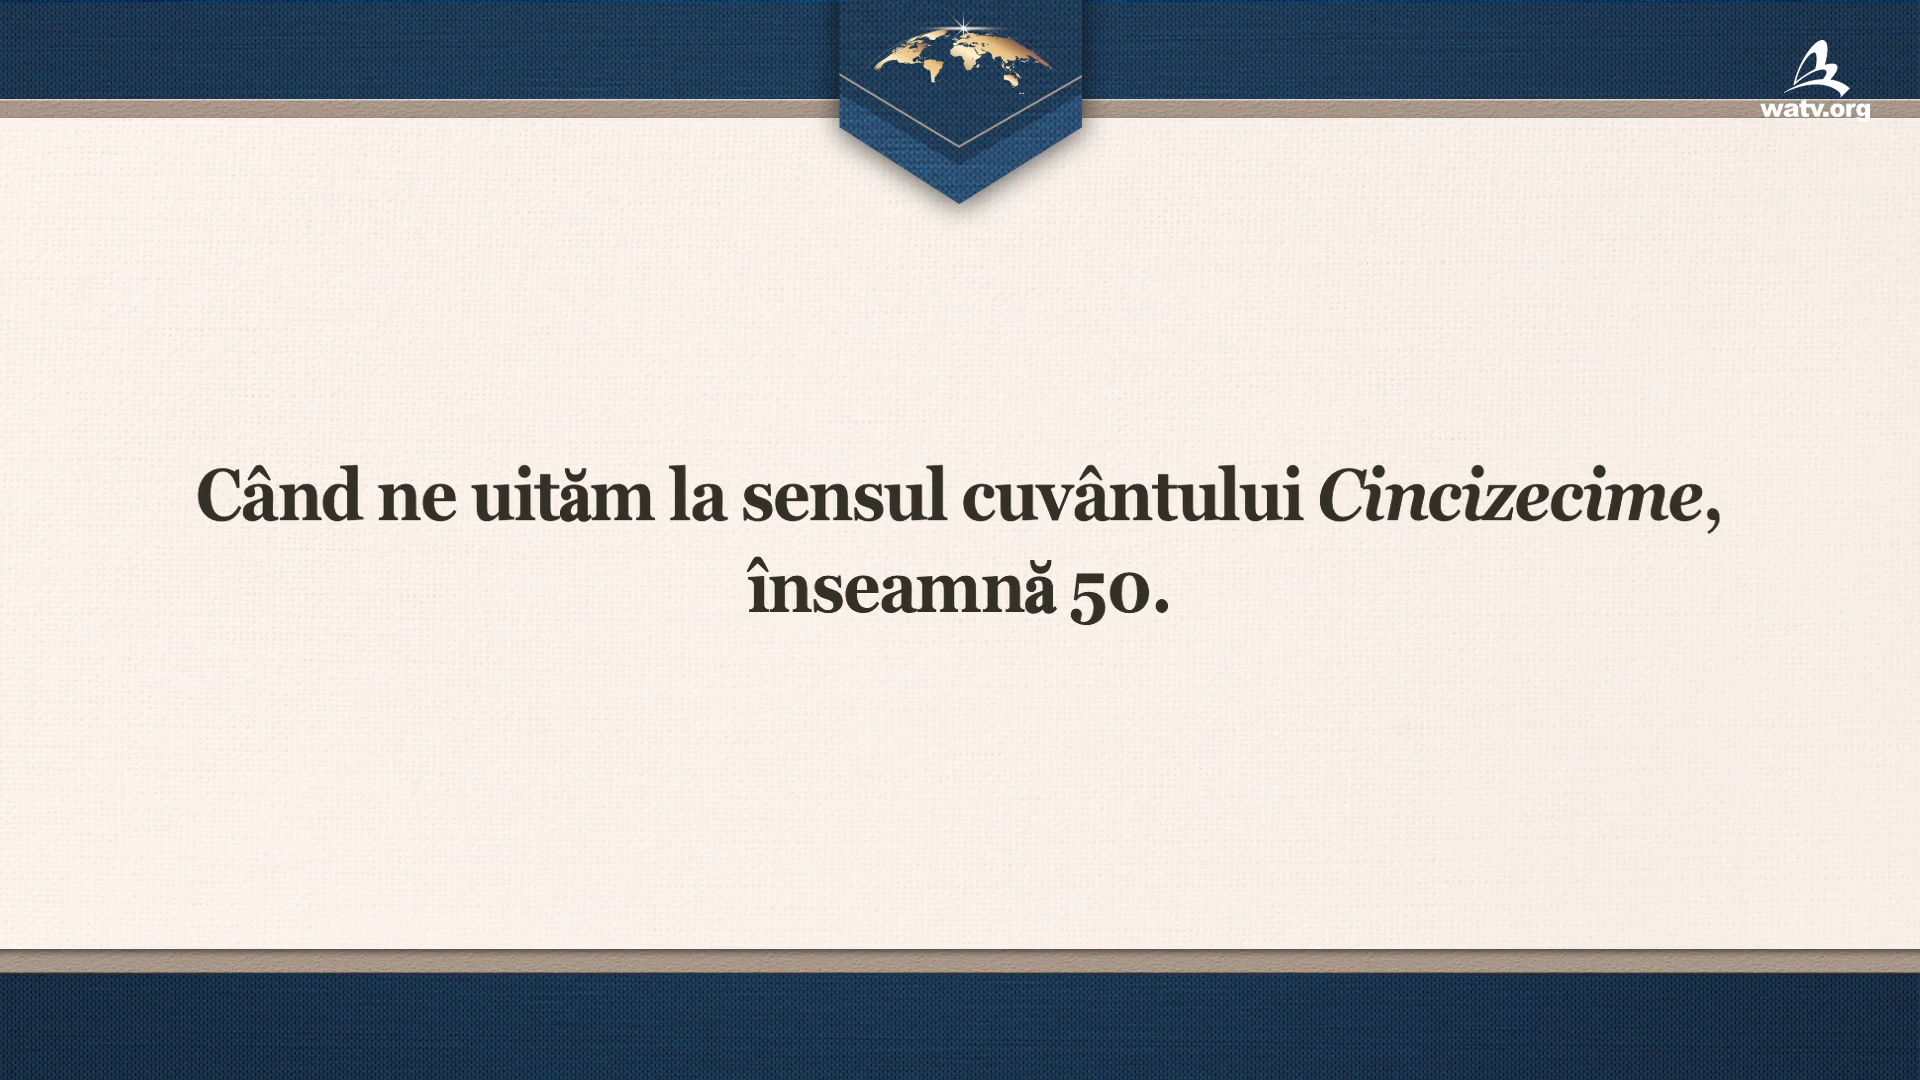 watv.org
Când ne uităm la sensul cuvântului Cincizecime,
înseamnă 50.